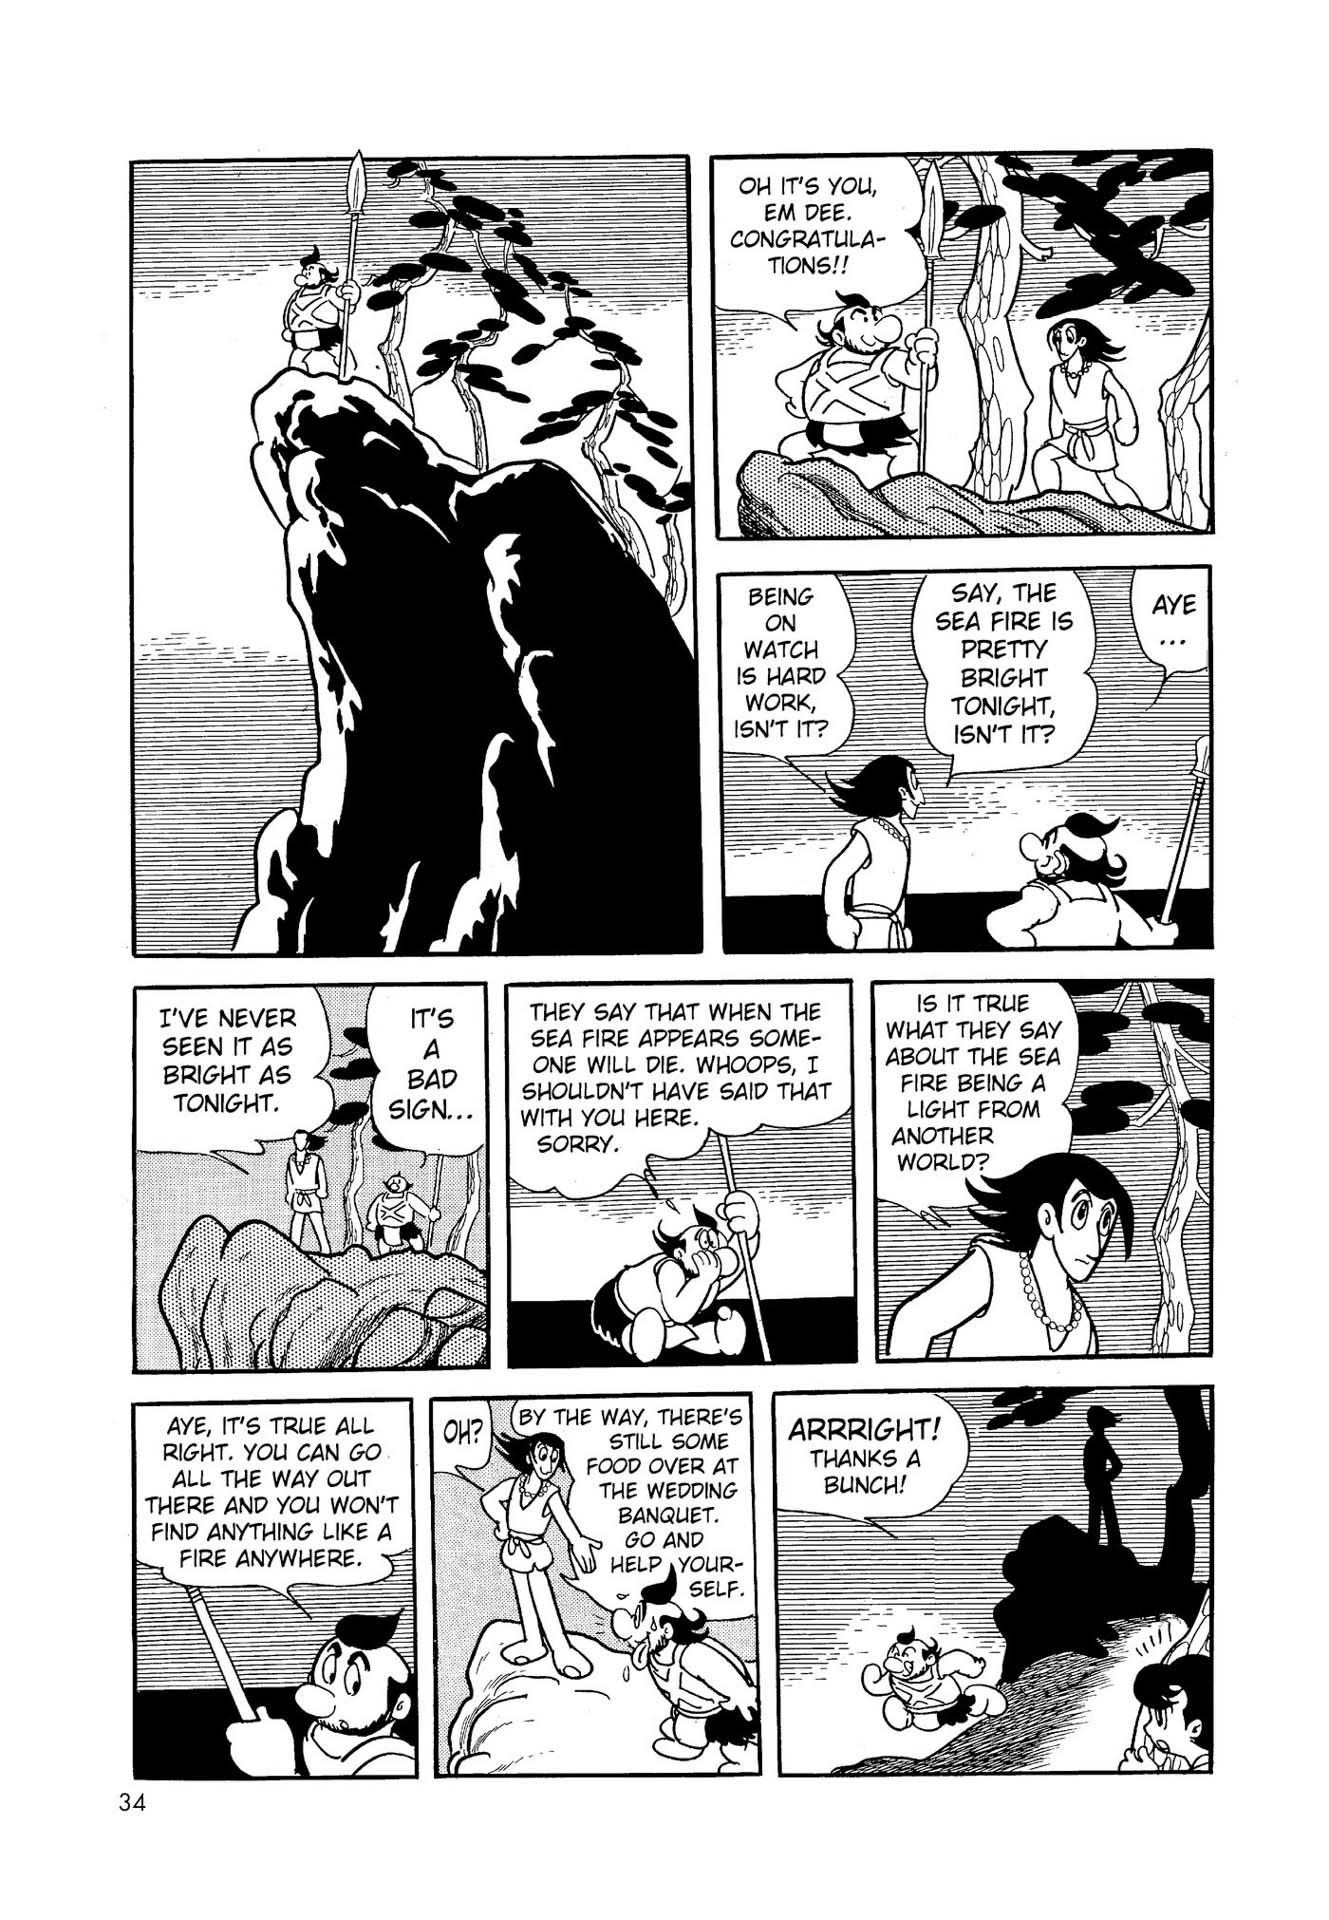 OH IT'S YOU,
EM DEE.
CONGRATULA-
TIONS!!
BEING
ON
WATCH
IS HARD
WORK,
ISN'T IT?
SAY, THE
SEA FIRE IS
PRETTY
BRIGHT
TONIGHT,
ISN'T IT?
AYE
...
I'VE NEVER
SEEN IT AS
BRIGHT AS
TONIGHT.
IT'S
A
BAD
SIGN...
THEY SAY THAT WHEN THE
SEA FIRE APPEARS SOME-
ONE WILL DIE. WHOOPS, I
SHOULDN'T HAVE SAID THAT
WITH YOU HERE.
SORRY.
IS IT TRUE
WHAT THEY SAY
ABOUT THE SEA
FIRE BEING A
LIGHT FROM
ANOTHER
WORLD?
AYE, IT'S TRUE ALL
RIGHT. YOU CAN GO
ALL THE WAY OUT
THERE AND YOU WON'T
FIND ANYTHING LIKE A
FIRE ANYWHERE.
OH?
BY THE WAY, THERE'S
STILL SOME
FOOD OVER AT
THE WEDDING
BANQUET.
GO AND
HELP YOUR-
SELF.
ARRRIGHT!
THANKS A
BUNCH!
34